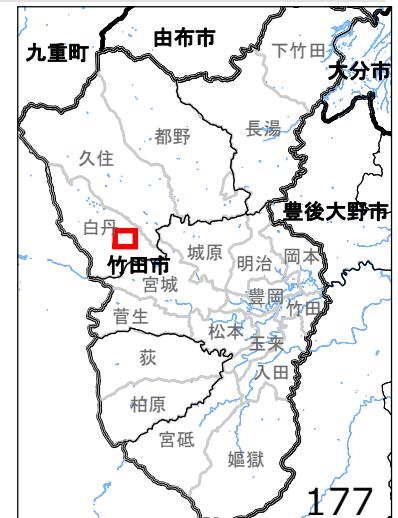 由布市
九重町
下竹田
大分市
都野
長湯
久住
豊後大野市
白丹
城原
岡本
明治
竹田市
宮城
豊岡
竹田
菅生
松本
玉来
荻
入田
柏原
宮砥
嫗獄
177